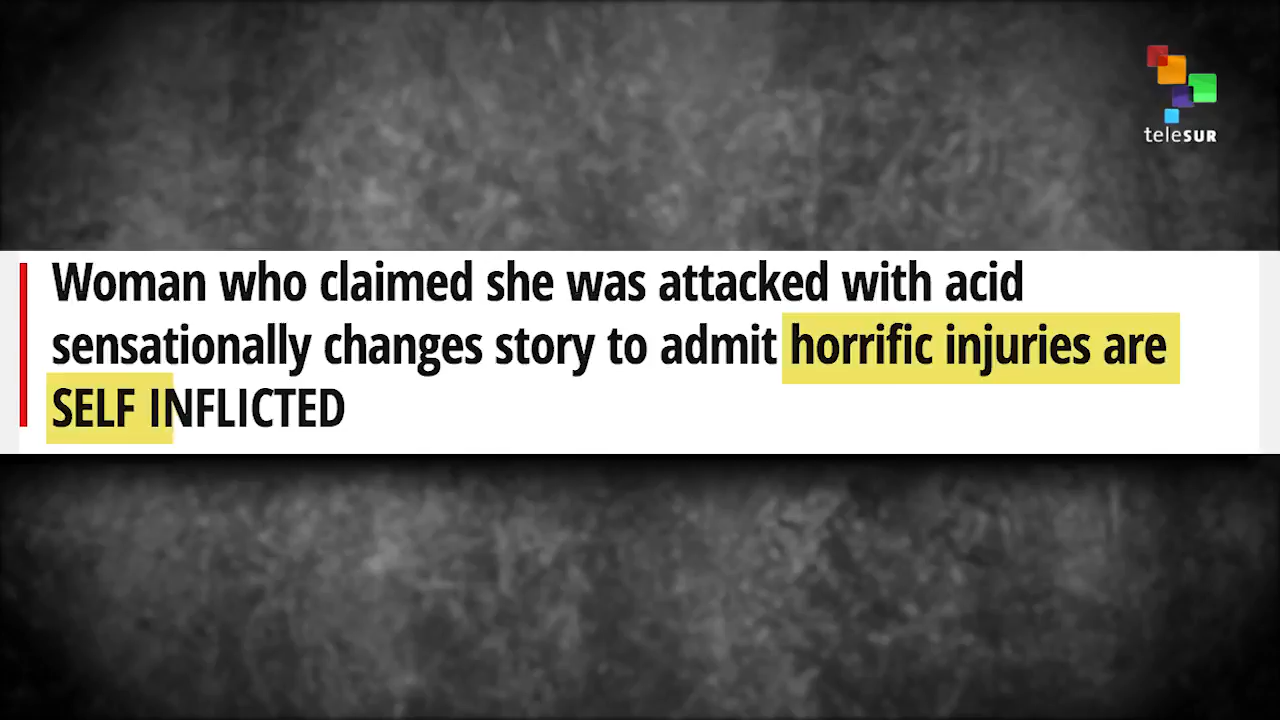 teleSUR
Woman who claimed she was attacked with acid
sensationally changes story to admit horrific injuries are
SELF INFLICTED